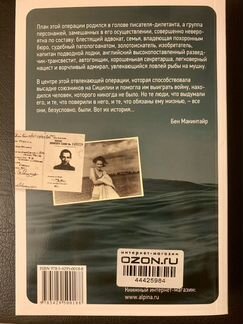 План этой операции родился в голове писателя-дилетанта, а группа
персонажей, замешанных в его осуществлении, совершенно неверо-
ятна по составу: блестящий адвокат, семья, владеющая похоронным
бюро, судебный патологоанатом, золотоискатель, изобретатель,
капитан подводной лодки, английский высокопоставленный развед-
чик-трансвестит, автогонщик, хорошенькая секретарша, легковерный
нацист и ворчливый адмирал, увлекающийся ловлей рыбы на мушку.
В центре этой отвлекающей операции, которая способствовала
высадке союзников на Сицилии и помогла им выиграть войну, нахо-
дился человек, которого никогда не было. Но те люди, что выдумали
его, и те, что поверили в него, и те, что обязаны ему жизнью, — все
они, безусловно, были. Вот их история...
Бен Макинтайр
интернет-магазин
OZON.ru
44425984
Книжный интернет-магазин:
www.alpina.ru